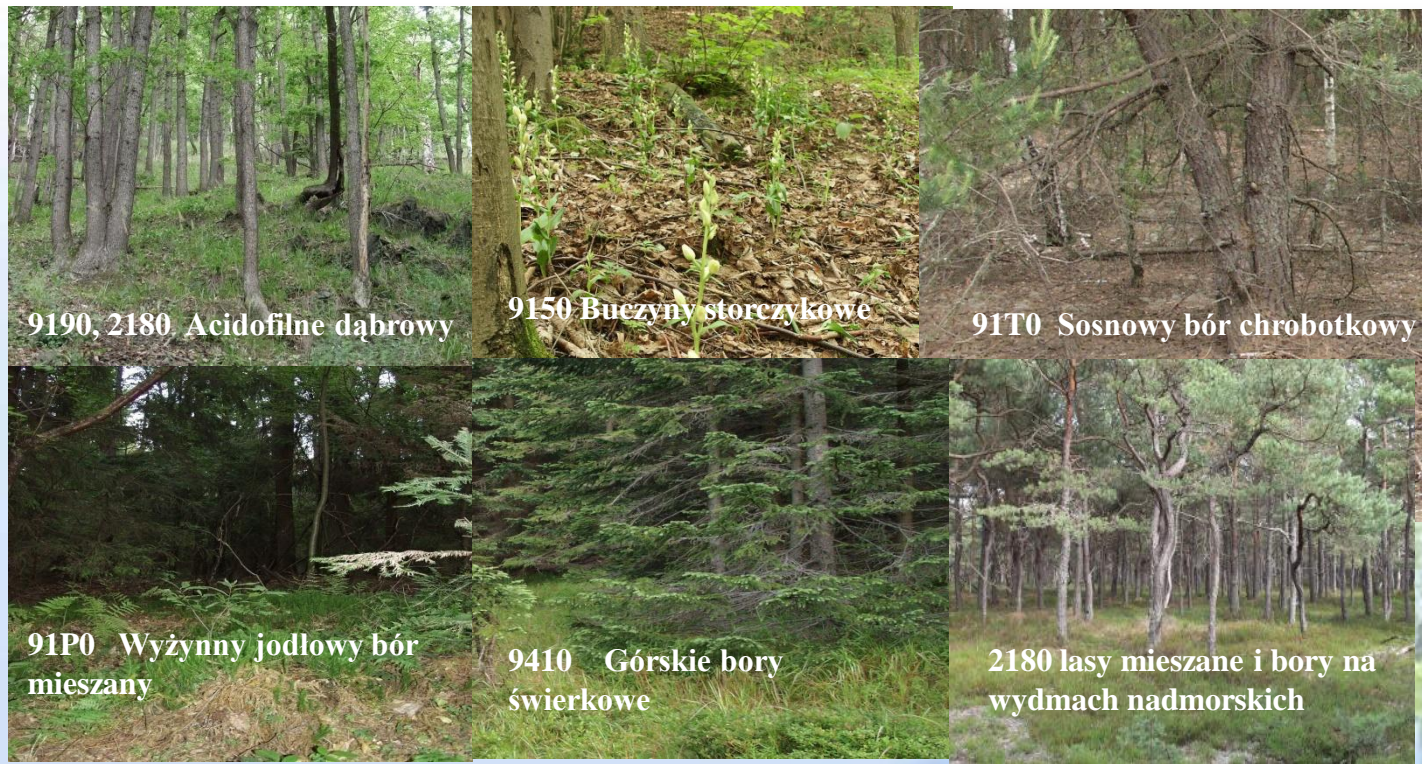 9190, 2180 Acidofilne dąbrowy
9150 Buczyny storczykowe
91T0 Sosnowy bór chrobotkowy
91P0 Wyżynny jodłowy bór
mieszany
9410 Górskie bory
świerkowe
2180 lasy mieszane i bory na
wydmach nadmorskich